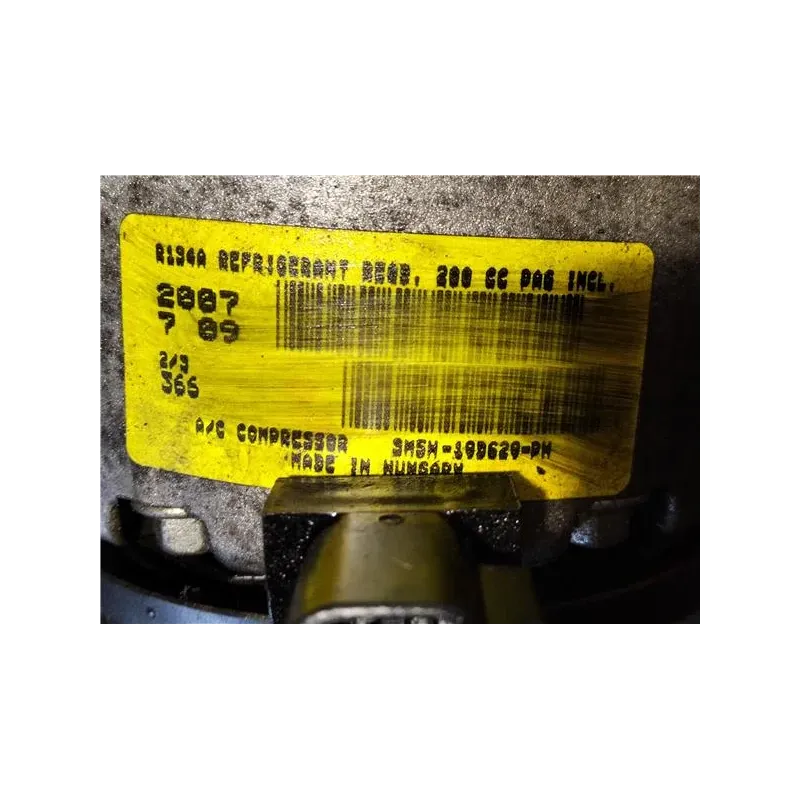 R134A REFRIGERANT REQD, 200 CC PAG INCL.
2007
7 09
2/3
366
A/C COMPRESSOR 3M5H-19D629-PH
MADE IN HUNGARY